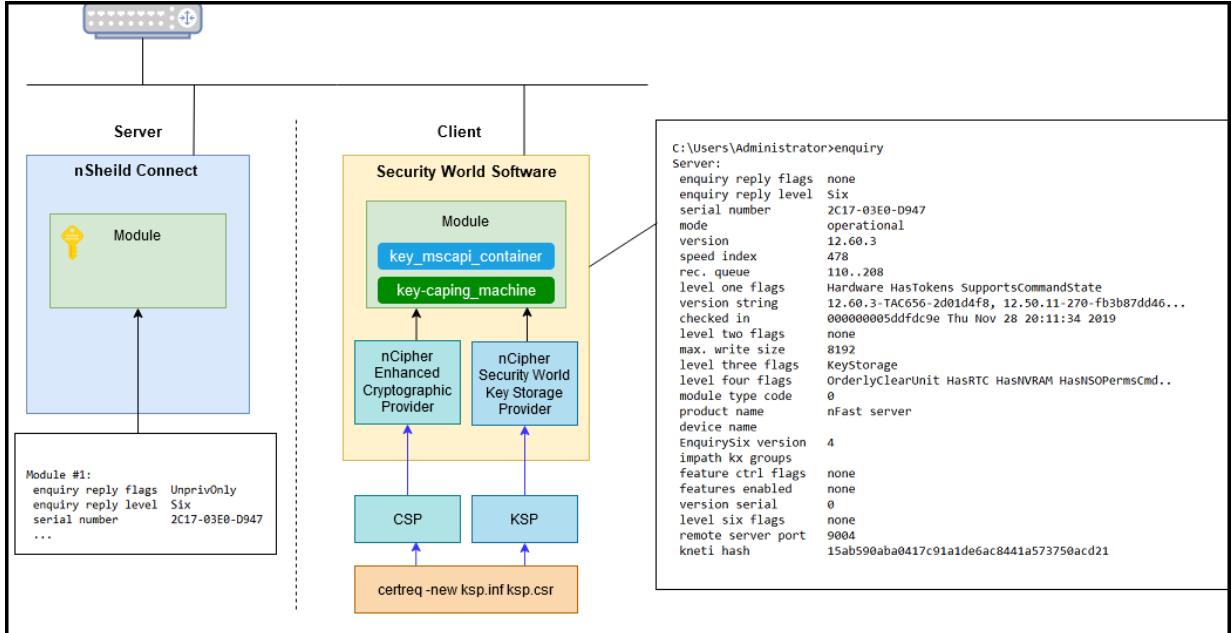 Server
Client
nSheild Connect
Module
Security World Software
Module
key_mscapi_container
key-caping_machine
nCipher
Enhanced
Cryptographic
Provider
nCipher
Security World
Key Storage
Provider
CSP
KSP
certreq -new ksp.inf ksp.csr
Module #1:
enquiry reply flags UnprivOnly
enquiry reply level Six
serial number 2C17-03E0-D947
...
C:\Users\Administrator>enquiry
Server:
enquiry reply flags none
enquiry reply level Six
serial number 2C17-03E0-D947
mode operational
version 12.60.3
speed index 478
rec. queue 110..208
level one flags Hardware HasTokens SupportsCommandState
version string 12.60.3-TAC656-2d01d4f8, 12.50.11-270-fb3b87dd46...
checked in 000000005ddfdc9e Thu Nov 28 20:11:34 2019
level two flags none
max. write size 8192
level three flags KeyStorage
level four flags OrderlyClearUnit HasRTC HasNVRAM HasNSOPermsCmd..
module type code 0
product name nFast server
device name
EnquirySix version 4
impath kx groups
feature ctrl flags none
features enabled none
version serial 0
level six flags none
remote server port 9004
kneti hash 15ab590aba0417c91a1de6ac8441a573750acd21